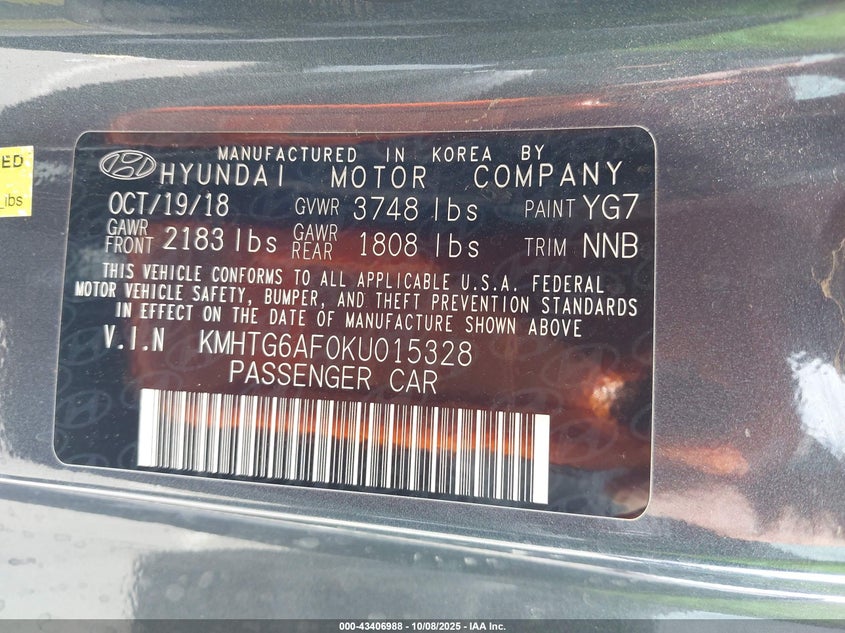 MANUFACTURED IN KOREA BY
HYUNDAI MOTOR COMPANY
OCT/19/18 GVWR 3748 lbs PAINT YG7
GAWR FRONT 2183 lbs GAWR REAR 1808 lbs TRIM NNB
THIS VEHICLE CONFORMS TO ALL APPLICABLE U.S.A. FEDERAL
MOTOR VEHICLE SAFETY, BUMPER, AND THEFT PREVENTION STANDARDS
IN EFFECT ON THE DATE OF MANUFACTURE SHOWN ABOVE
V.I.N KMHTG6AF0KU015328
PASSENGER CAR
ED
lbs
000-43406988 - 10/08/2025 - IAA Inc.